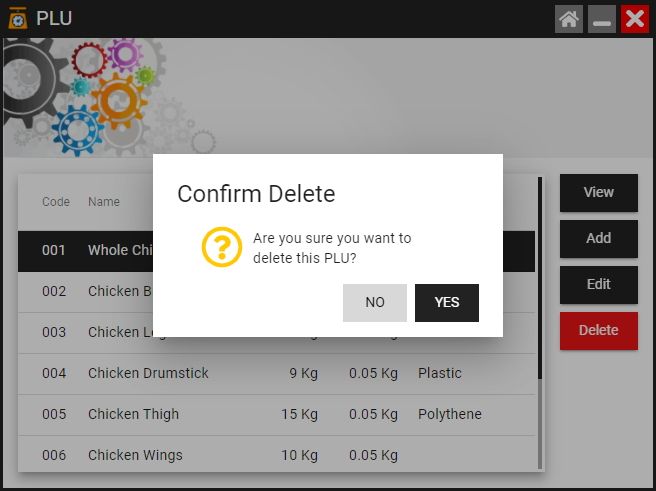 PLU
Confirm Delete
Are you sure you want to
delete this PLU?
NO YES
Code Name
001 Whole Chi
002 Chicken B
003 Chicken Le
004 Chicken Drumstick 9 Kg 0.05 Kg Plastic
005 Chicken Thigh 15 Kg 0.05 Kg Polythene
006 Chicken Wings 10 Kg 0.05 Kg
View
Add
Edit
Delete